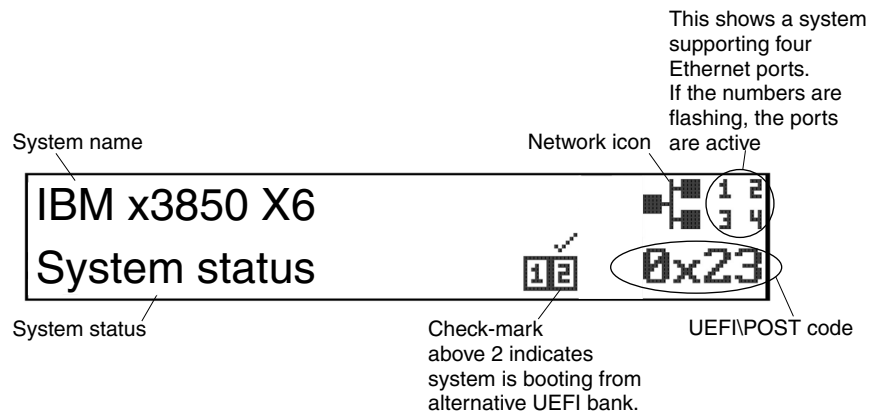 This shows a system
supporting four
Ethernet ports.
If the numbers are
flashing, the ports
are active
System name
Network icon
IBM x3850 X6
1 2
3 4
System status
1 2
0x23
System status
Check-mark
above 2 indicates
system is booting from
alternative UEFI bank.
UEFI\POST code